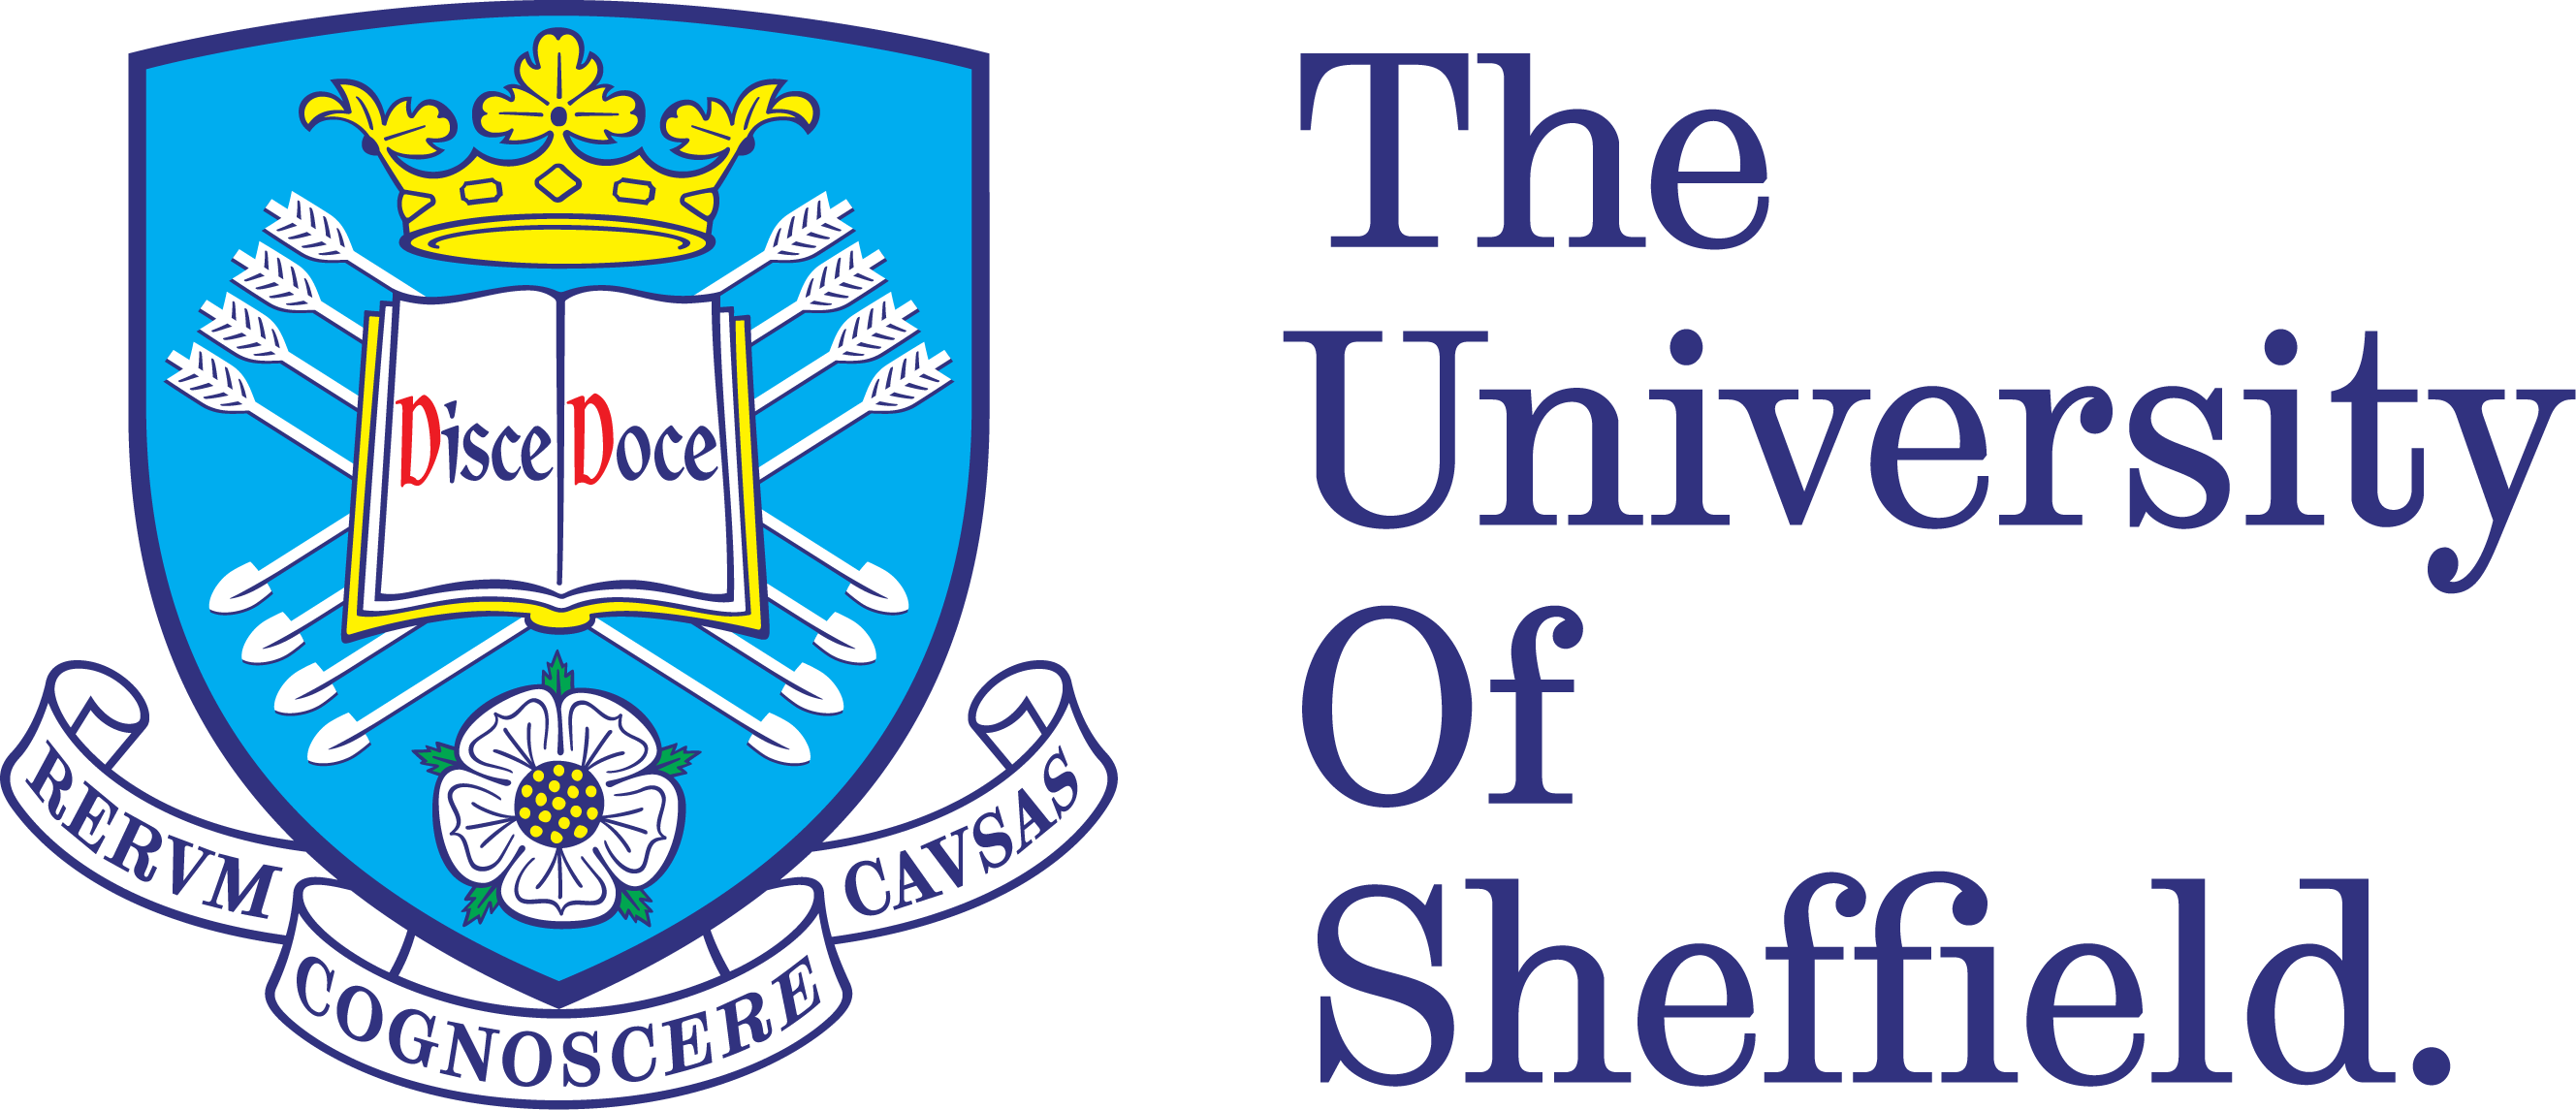 Disce Doce
RERVM
COGNOSCERE
CAVSAS
The
University
Of
Sheffield.